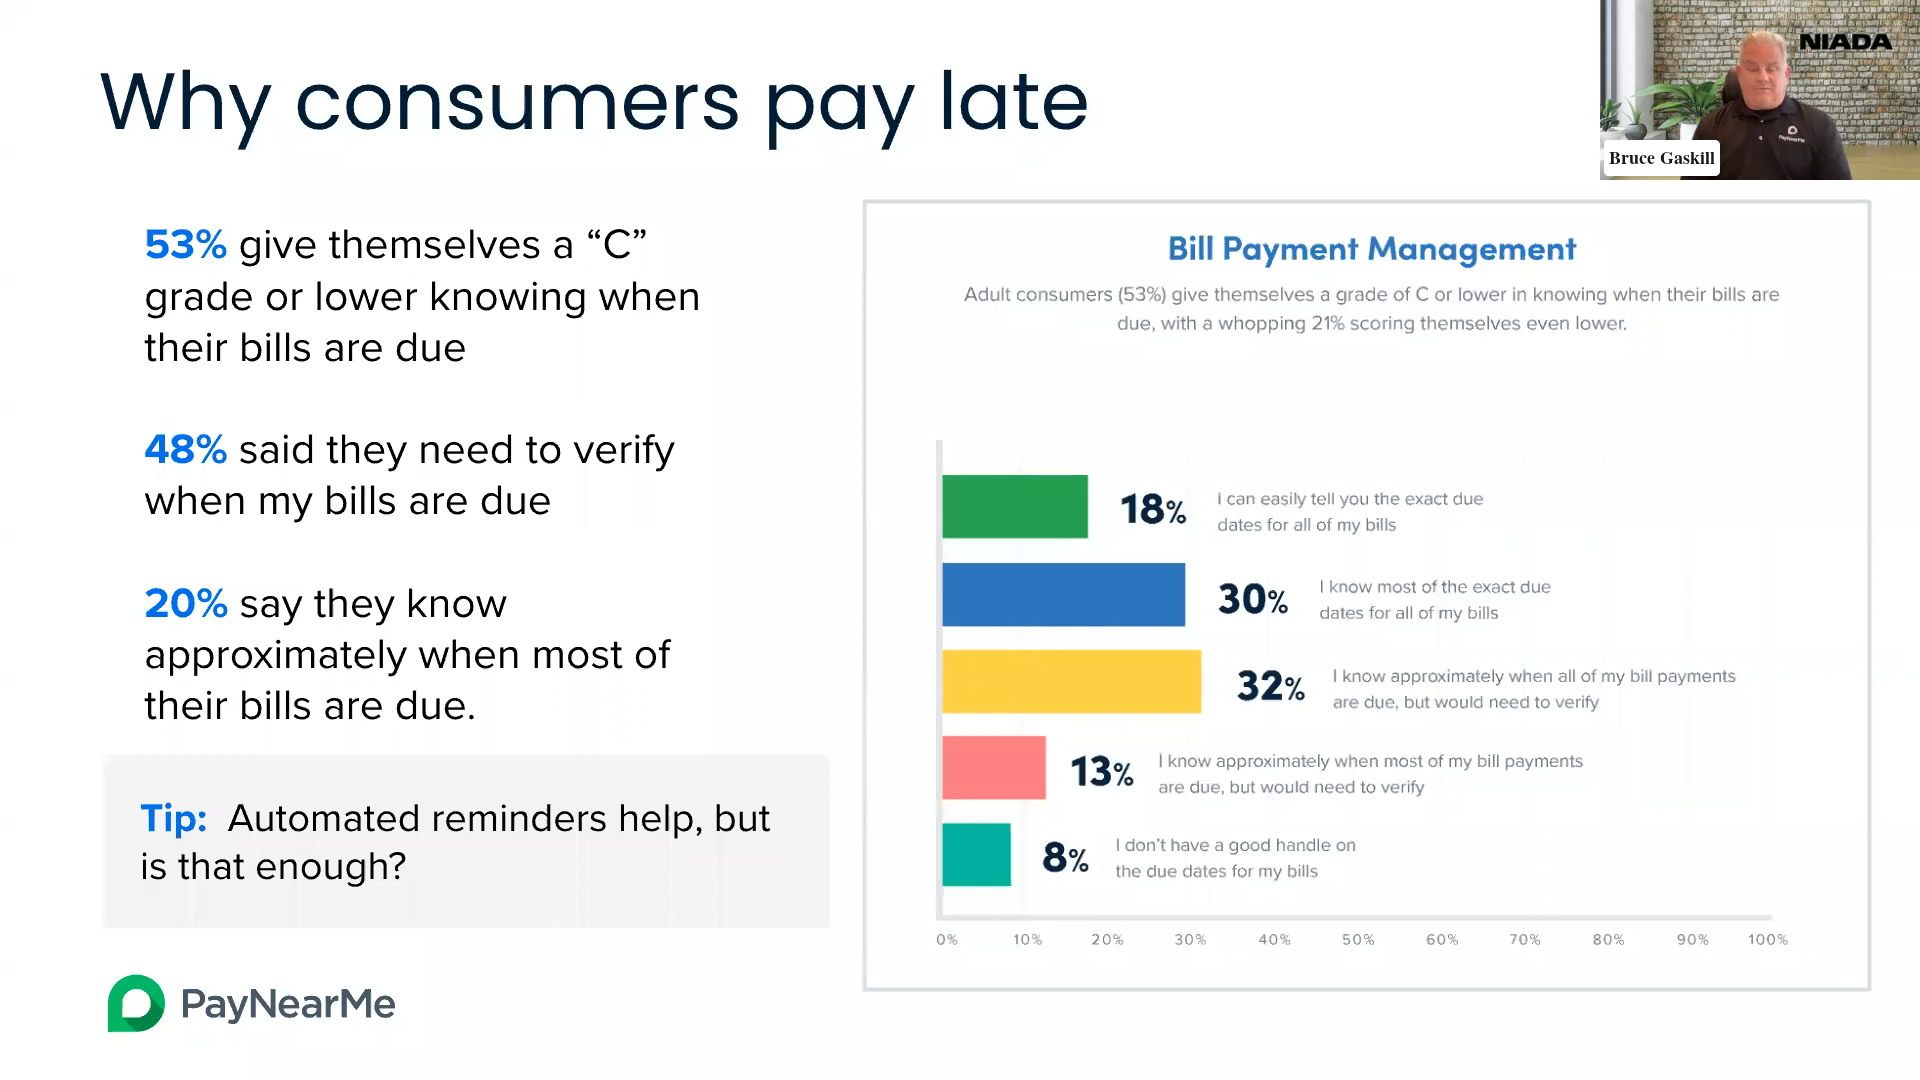 Why consumers pay late
NIADA
PayNearMe
Bruce Gaskill
53% give themselves a “C”
grade or lower knowing when
their bills are due
48% said they need to verify
when my bills are due
20% say they know
approximately when most of
their bills are due.
Tip: Automated reminders help, but
is that enough?
PayNearMe
Bill Payment Management
Adult consumers (53%) give themselves a grade of C or lower in knowing when their bills are
due, with a whopping 21% scoring themselves even lower.
18% I can easily tell you the exact due
dates for all of my bills
30% I know most of the exact due
dates for all of my bills
32% I know approximately when all of my bill payments
are due, but would need to verify
13% I know approximately when most of my bill payments
are due, but would need to verify
8% I don’t have a good handle on
the due dates for my bills
0% 10% 20% 30% 40% 50% 60% 70% 80% 90% 100%